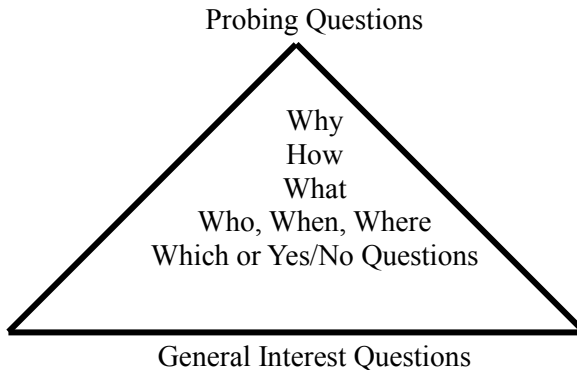 Probing Questions
Why
How
What
Who, When, Where
Which or Yes/No Questions
General Interest Questions